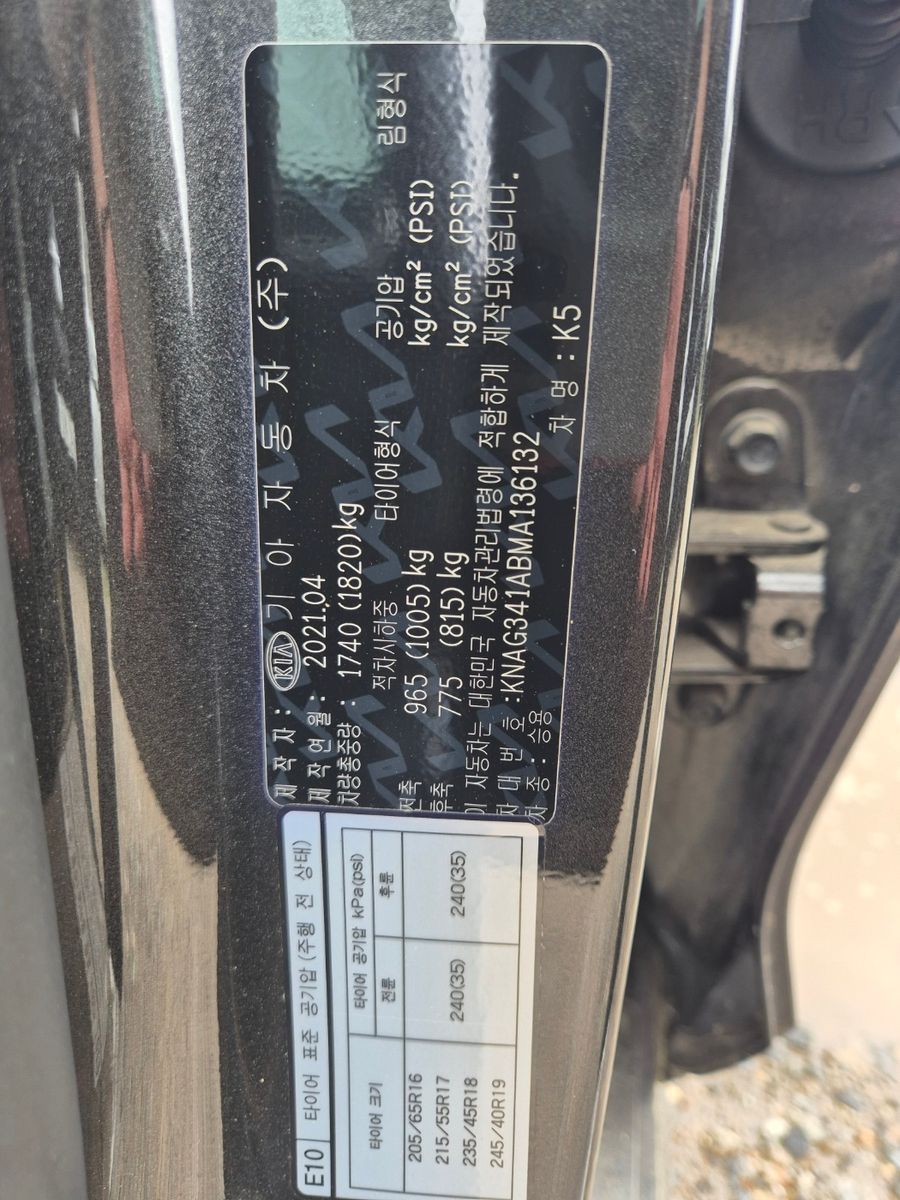 제 작 자 : KIA 기 아 자 동 차 (주)
제 작 연 월 : 2021.04
차량총중량 : 1740 (1820)kg
적차시하중 타이어형식 공기압 림형식
전축 965 (1005)kg kg/cm² (PSI)
후축 775 (815)kg kg/cm² (PSI)
이 자동차는 대한민국 자동차관리법령에 적합하게 제작되었습니다.
차 대 번 호 :KNAG341ABMA136132
차 종 : 승용 차 명 : K5
E10 타이어 표준 공기압 (주행 전 상태)
타이어 크기 타이어 공기압 kPa(psi)
전륜 후륜
205/65R16
215/55R17
235/45R18
245/40R19
240(35) 240(35)